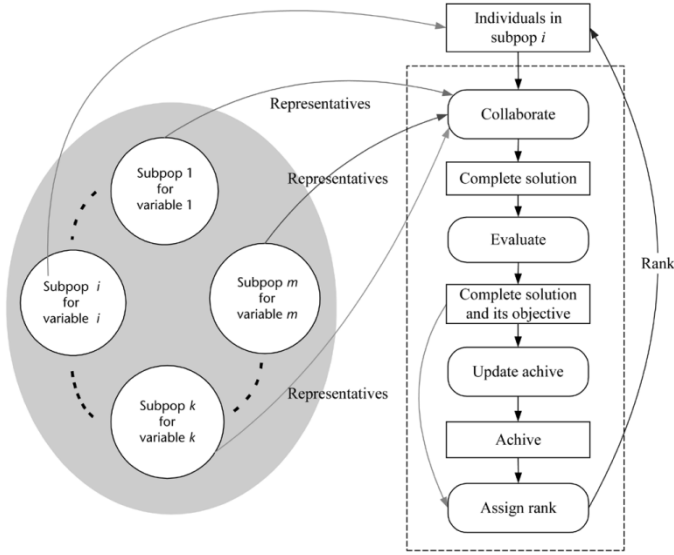 Individuals in
subpop i
Representatives
Collaborate
Subpop 1
for
variable 1
Representatives
Complete solution
Evaluate
Rank
Subpop i
for
variable i
Subpop m
for
variable m
Complete solution
and its objective
Update achive
Representatives
Subpop k
for
variable k
Achive
Assign rank